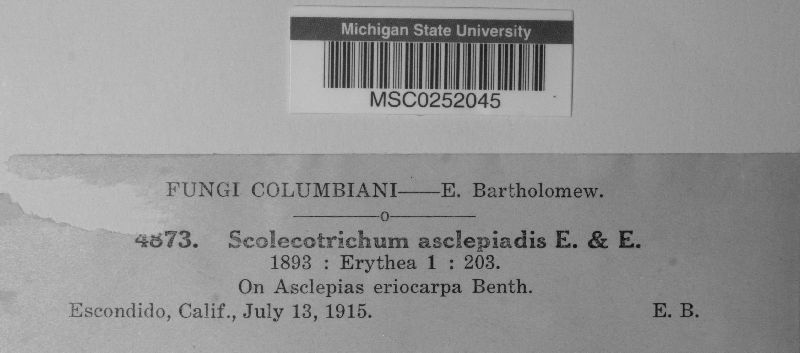 Michigan State University
MSC0252045
FUNGI COLUMBIANI——E. Bartholomew.
o
4873. Scolecotrichum asclepiadis E. & E.
1893 : Erythea 1 : 203.
On Asclepias eriocarpa Benth.
Escondido, Calif., July 13, 1915. E. B.